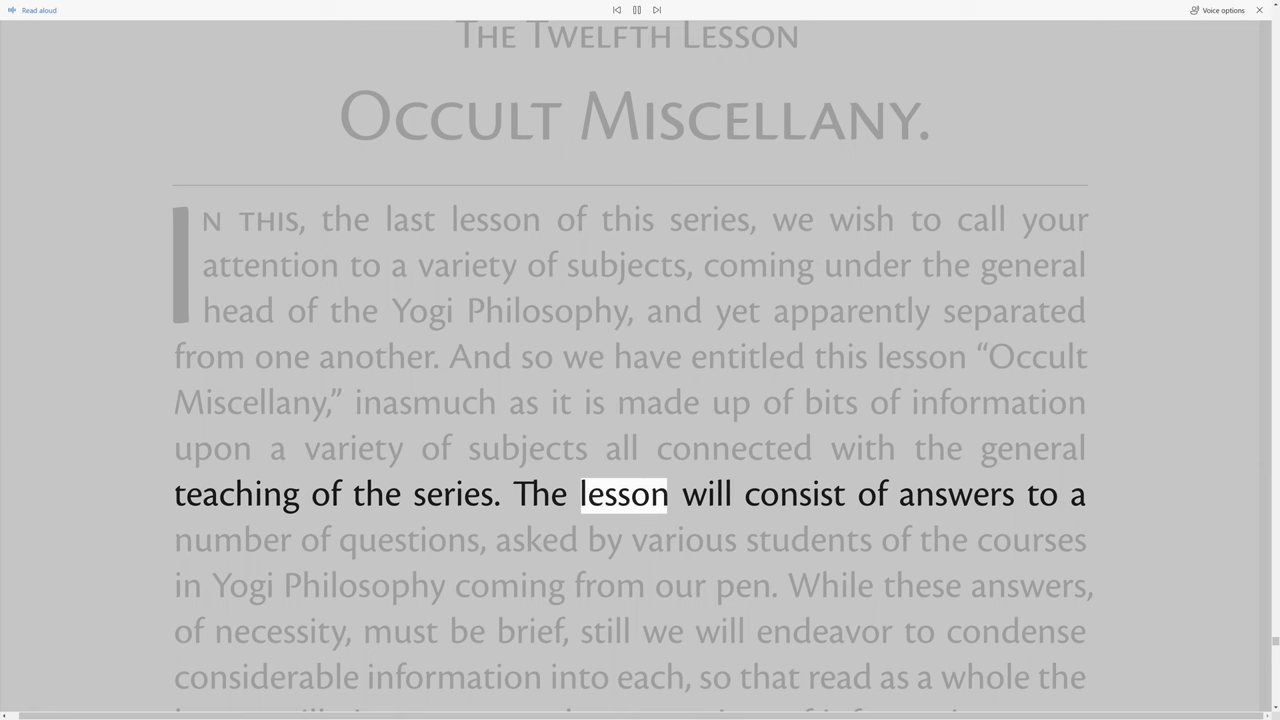 Read aloud
Voice options
The Twelfth Lesson
Occult Miscellany.
In this, the last lesson of this series, we wish to call your
attention to a variety of subjects, coming under the general
head of the Yogi Philosophy, and yet apparently separated
from one another. And so we have entitled this lesson “Occult
Miscellany,” inasmuch as it is made up of bits of information
upon a variety of subjects all connected with the general
teaching of the series. The lesson will consist of answers to a
number of questions, asked by various students of the courses
in Yogi Philosophy coming from our pen. While these answers,
of necessity, must be brief, still we will endeavor to condense
considerable information into each, so that read as a whole the